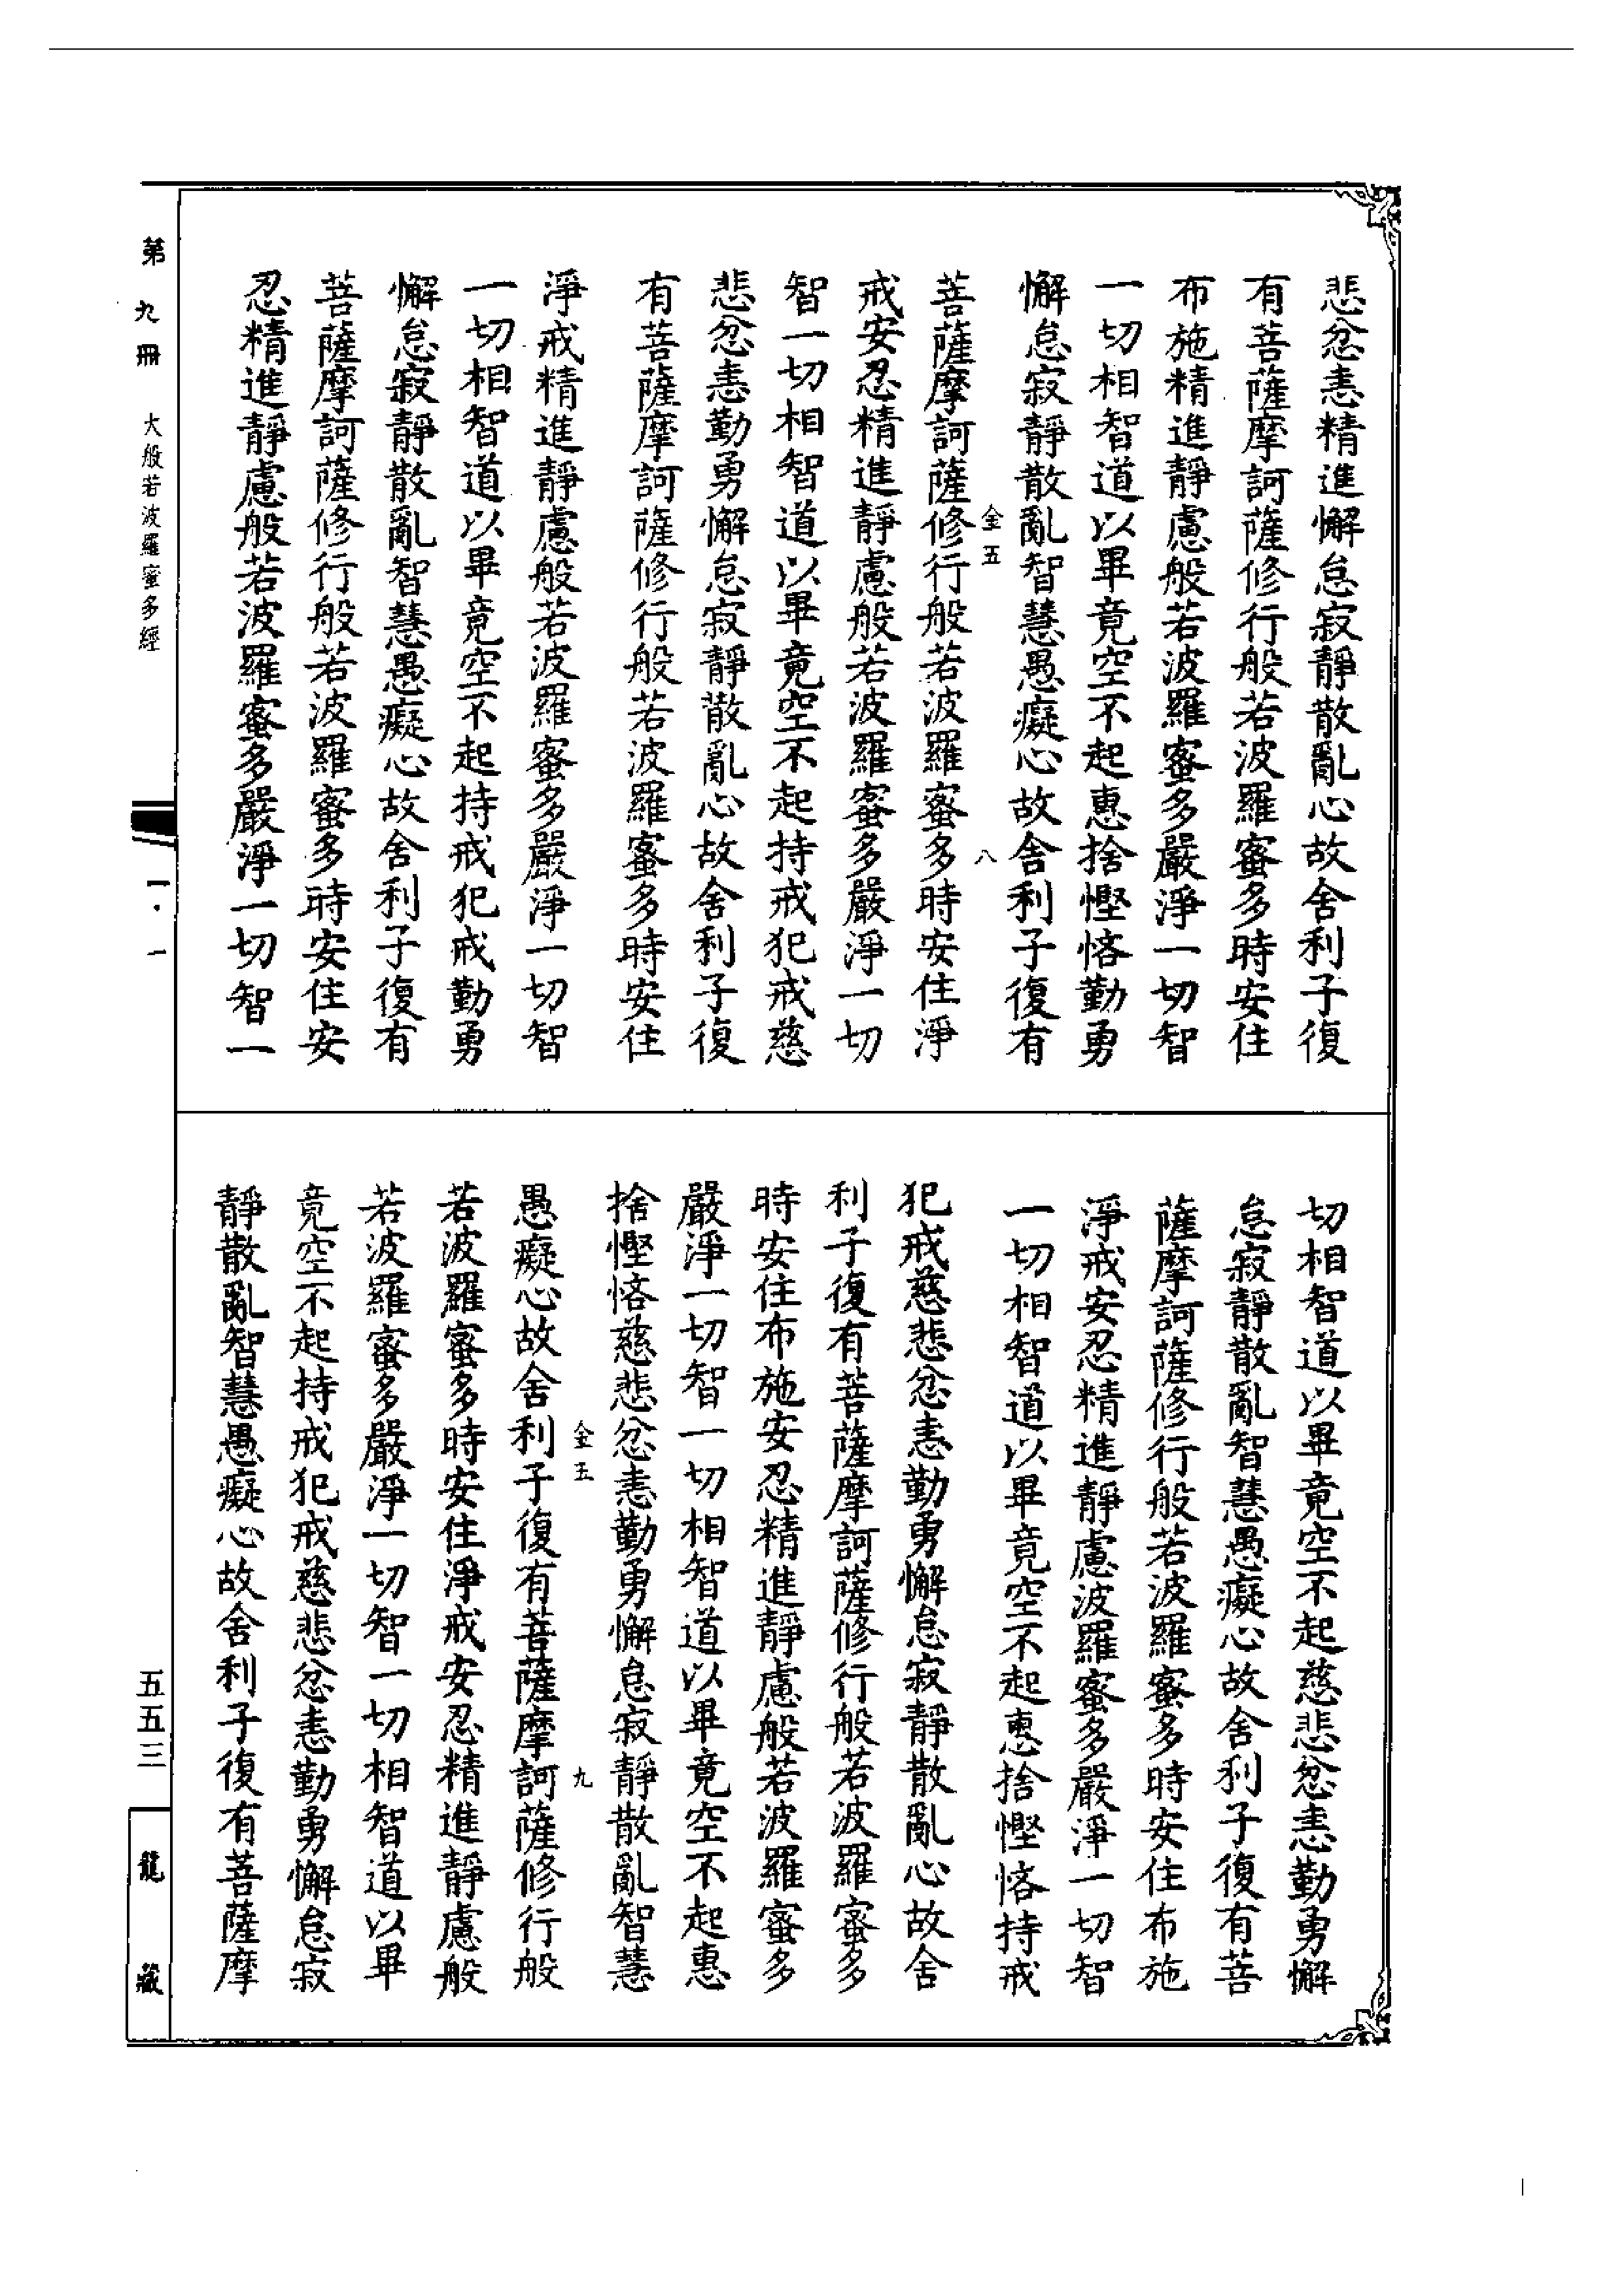 悲忿恚精進懈怠寂靜散亂心故舍利子復
有菩薩摩訶薩修行般若波羅蜜多時安住
布施精進靜慮般若波羅蜜多嚴淨一切智
一切相智道以畢竟空不起惠捨慳悋勤勇
懈怠寂靜散亂智慧愚癡心故舍利子復有
金五
八
菩薩摩訶薩修行般若波羅蜜多時安住淨
戒安忍精進靜慮般若波羅蜜多嚴淨一切
智一切相智道以畢竟空不起持戒犯戒慈
悲忿恚勤勇懈怠寂靜散亂心故舍利子復
有菩薩摩訶薩修行般若波羅蜜多時安住
淨戒精進靜慮般若波羅蜜多嚴淨一切智
一切相智道以畢竟空不起持戒犯戒勤勇
懈怠寂靜散亂智慧愚癡心故舍利子復有
菩薩摩訶薩修行般若波羅蜜多時安住安
忍精進靜慮般若波羅蜜多嚴淨一切智一
切相智道以畢竟空不起慈悲忿恚勤勇懈
怠寂靜散亂智慧愚癡心故舍利子復有菩
薩摩訶薩修行般若波羅蜜多時安住布施
淨戒安忍精進靜慮波羅蜜多嚴淨一切智
一切相智道以畢竟空不起惠捨慳悋持戒
犯戒慈悲忿恚勤勇懈怠寂靜散亂心故舍
利子復有菩薩摩訶薩修行般若波羅蜜多
時安住布施安忍精進靜慮般若波羅蜜多
嚴淨一切智一切相智道以畢竟空不起惠
捨慳悋慈悲忿恚勤勇懈怠寂靜散亂智慧
金五
九
愚癡心故舍利子復有菩薩摩訶薩修行般
若波羅蜜多時安住淨戒安忍精進靜慮般
若波羅蜜多嚴淨一切智一切相智道以畢
竟空不起持戒犯戒慈悲忿恚勤勇懈怠寂
靜散亂智慧愚癡心故舍利子復有菩薩摩
第九冊 大般若波羅蜜多經
一·一
五五三
龍藏